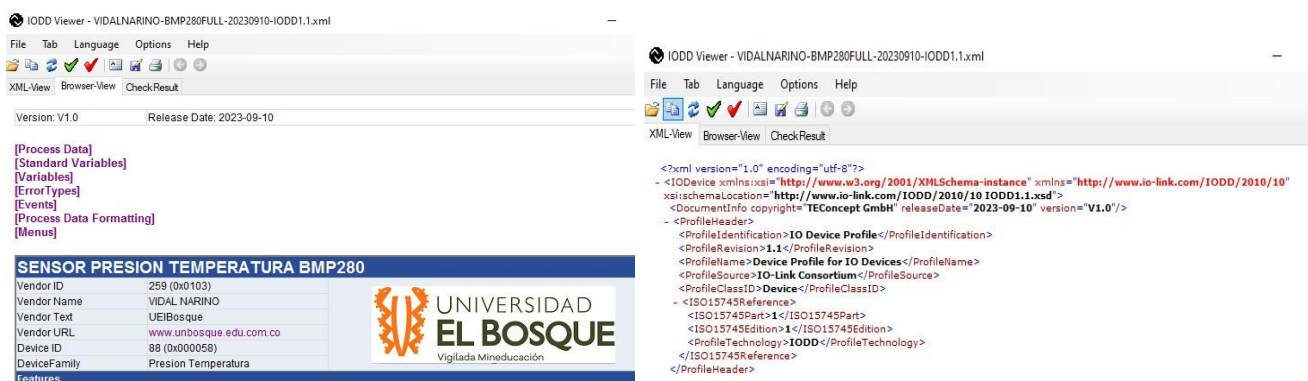 IODD Viewer - VIDALNARINO-BMP280FULL-20230910-IODD1.1.xml
File Tab Language Options Help
XML-View Browser-View CheckResult
Version: V1.0 Release Date: 2023-09-10
[Process Data]
[Standard Variables]
[Variables]
[ErrorTypes]
[Events]
[Process Data Formatting]
[Menus]
SENSOR PRESION TEMPERATURA BMP280
Vendor ID 259 (0x0103)
Vendor Name VIDAL NARINO
Vendor Text UEIBosque
Vendor URL www.unbosque.edu.com.co
Device ID 88 (0x000058)
DeviceFamily Presion Temperatura
Features
UNIVERSIDAD
EL BOSQUE
Vigilada Mineducación
IODD Viewer - VIDALNARINO-BMP280FULL-20230910-IODD1.1.xml
File Tab Language Options Help
XML-View Browser-View CheckResult
<?xml version="1.0" encoding="utf-8"?>
- <IODevice xmlns:xsi="http://www.w3.org/2001/XMLSchema-instance" xmlns="http://www.io-link.com/IODD/2010/10"
xsi:schemaLocation="http://www.io-link.com/IODD/2010/10 IODD1.1.xsd">
<DocumentInfo copyright="TEConcept GmbH" releaseDate="2023-09-10" version="V1.0"/>
- <ProfileHeader>
<ProfileIdentification>IO Device Profile</ProfileIdentification>
<ProfileRevision>1.1</ProfileRevision>
<ProfileName>Device Profile for IO Devices</ProfileName>
<ProfileSource>IO-Link Consortium</ProfileSource>
<ProfileClassID>Device</ProfileClassID>
- <ISO15745Reference>
<ISO15745Part>1</ISO15745Part>
<ISO15745Edition>1</ISO15745Edition>
<ProfileTechnology>IODD</ProfileTechnology>
</ISO15745Reference>
</ProfileHeader>